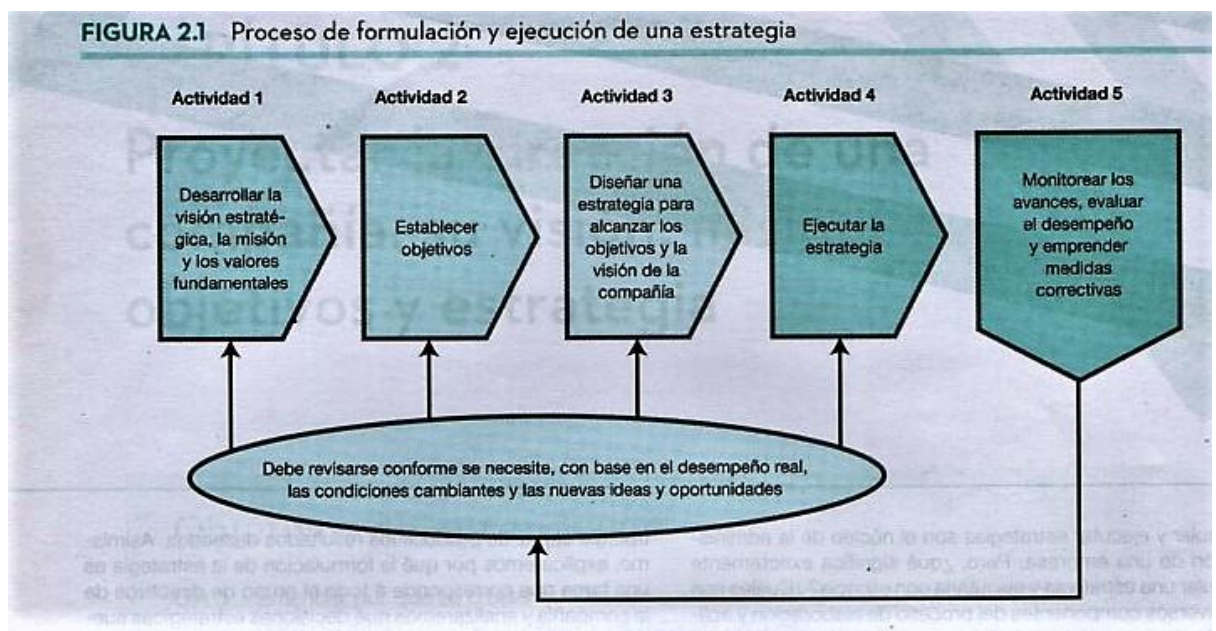 FIGURA 2.1 Proceso de formulación y ejecución de una estrategia
Actividad 1
Desarrollar la
visión estraté-
gica, la misión
y los valores
fundamentales
Actividad 2
Establecer
objetivos
Actividad 3
Diseñar una
estrategia para
alcanzar los
objetivos y la
visión de la
compañía
Actividad 4
Ejecutar la
estrategia
Actividad 5
Monitorear los
avances, evaluar
el desempeño
y emprender
medidas
correctivas
Debe revisarse conforme se necesite, con base en el desempeño real,
las condiciones cambiantes y las nuevas ideas y oportunidades